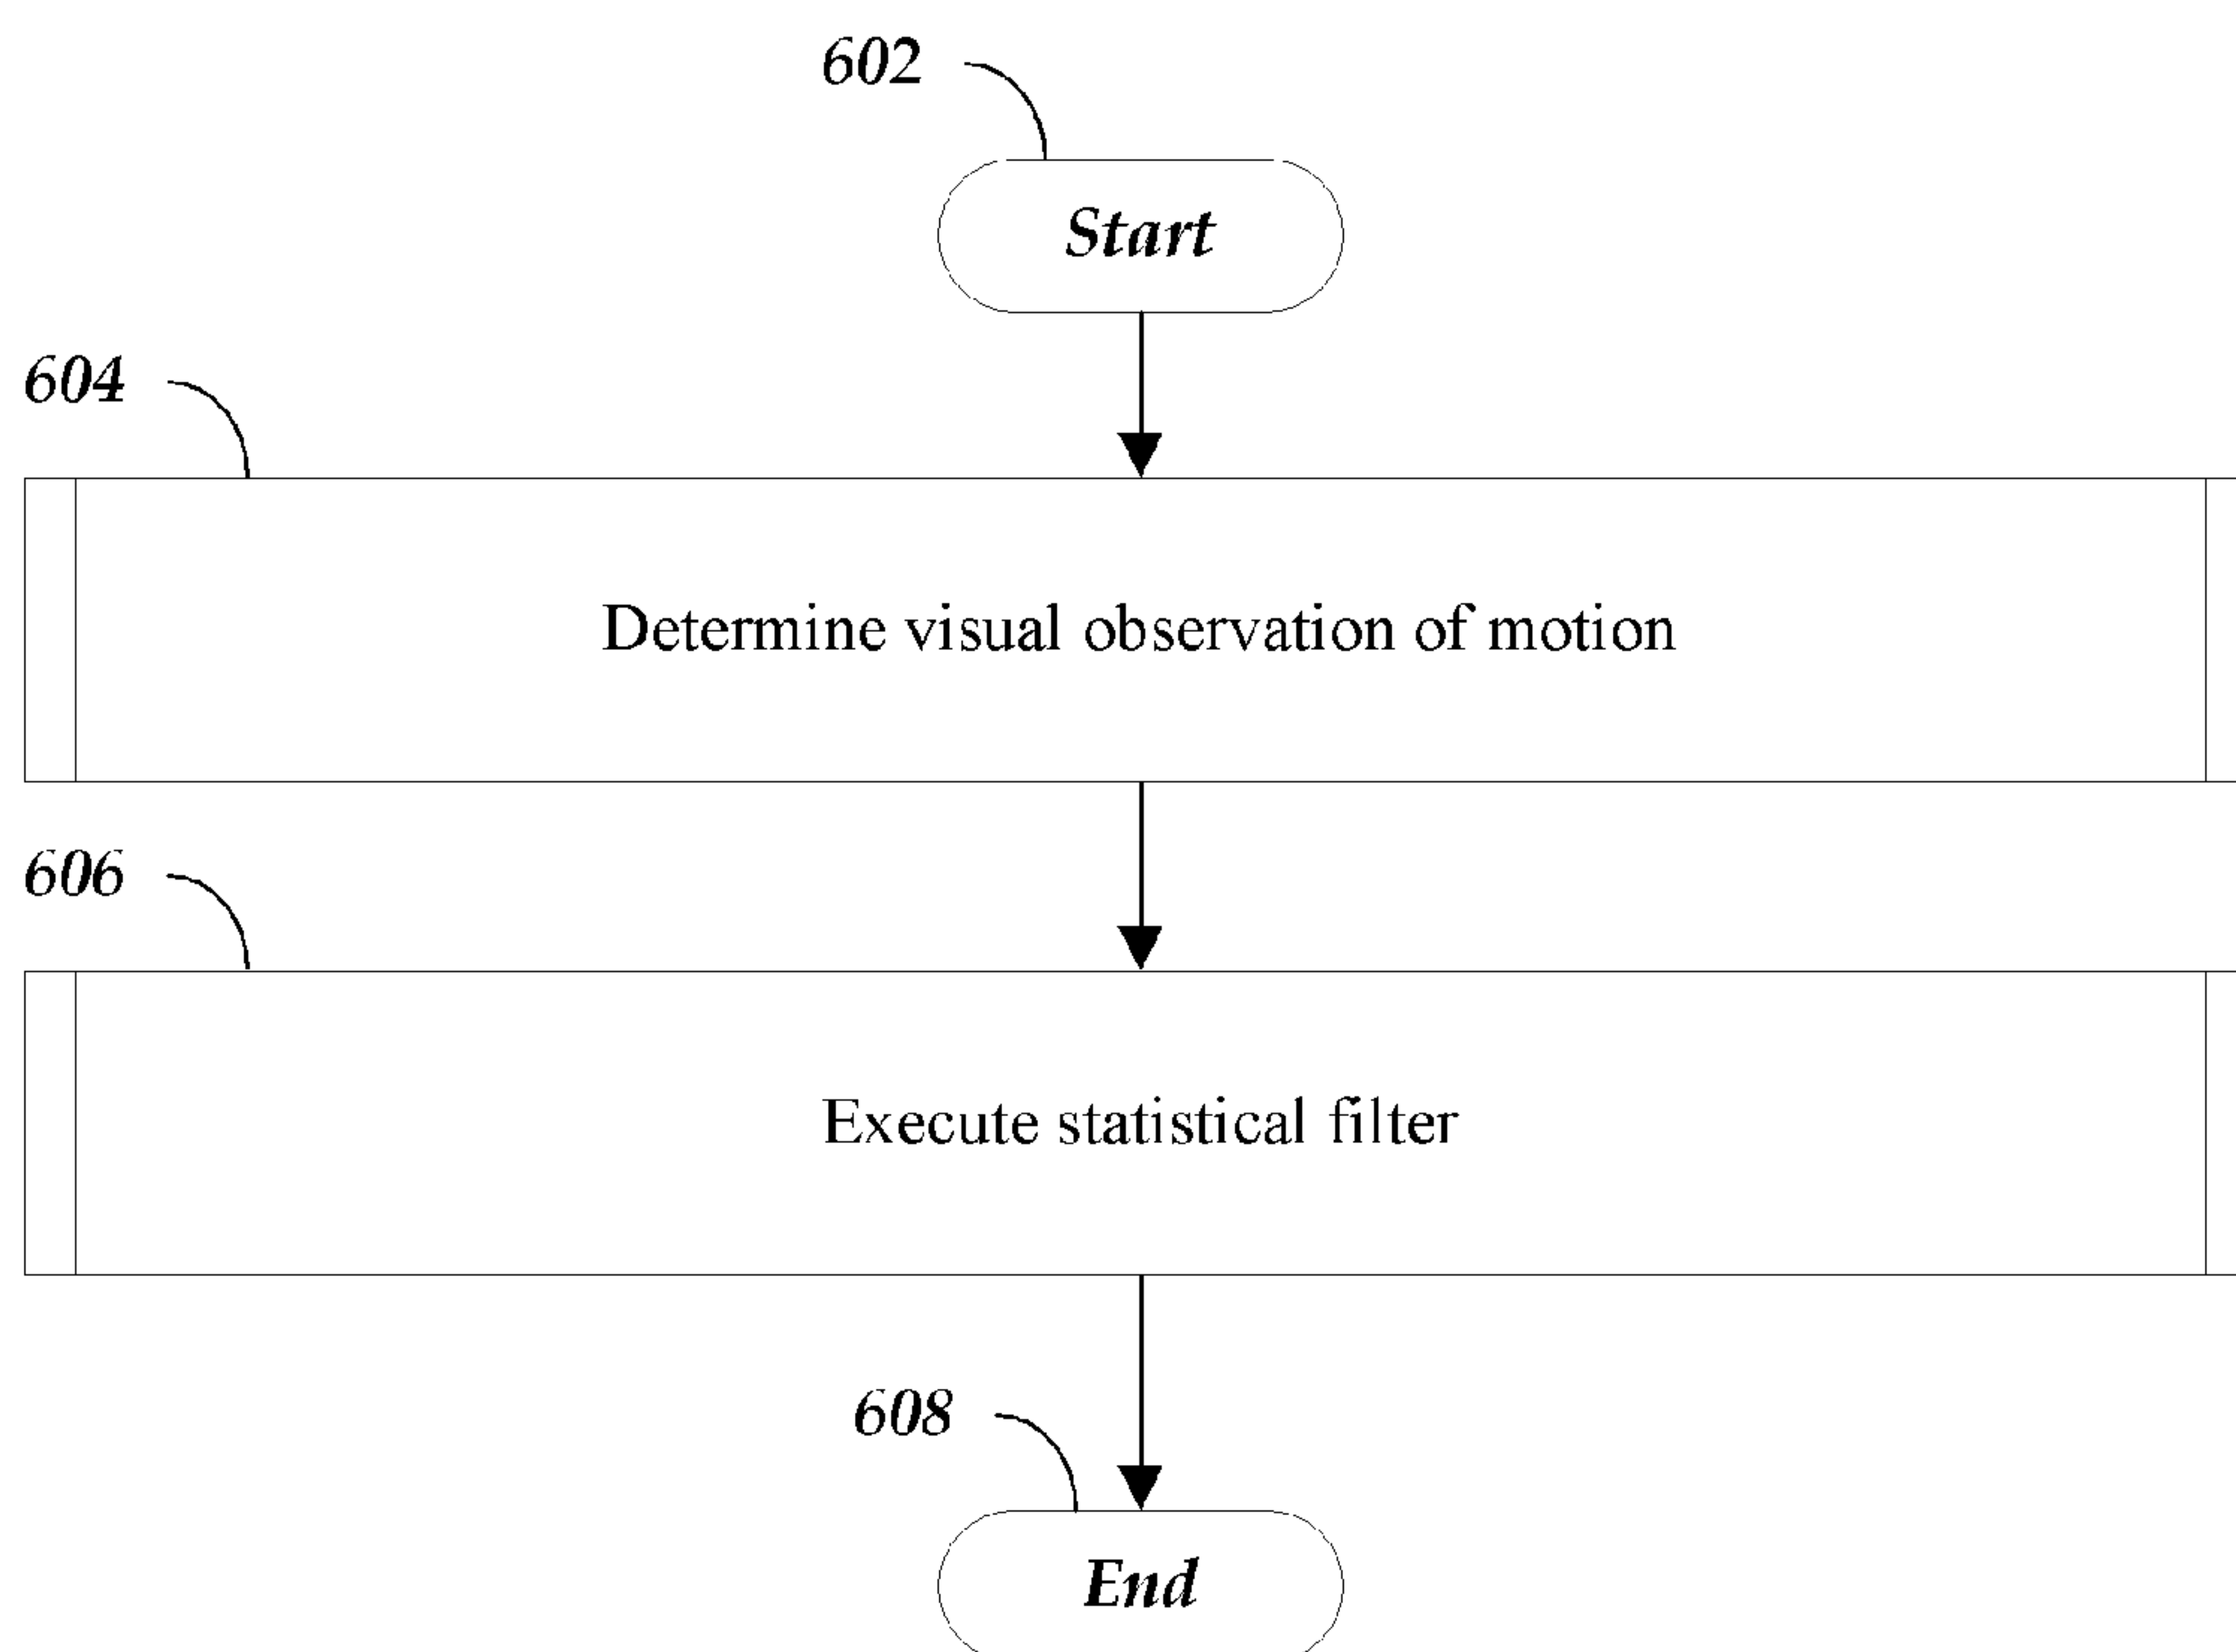 602
Start
604
Determine visual observation of motion
606
Execute statistical filter
608
End